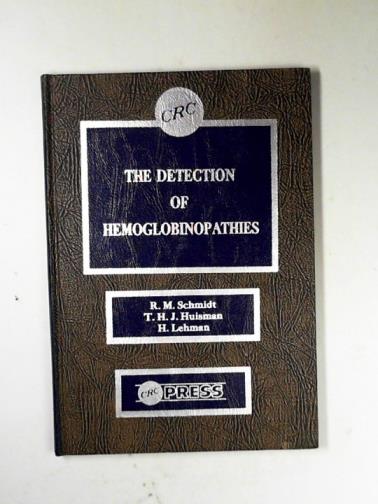 CRC
THE DETECTION
OF
HEMOGLOBINOPATHIES
R. M. Schmidt
T. H. J. Huisman
H. Lehman
CRC PRESS